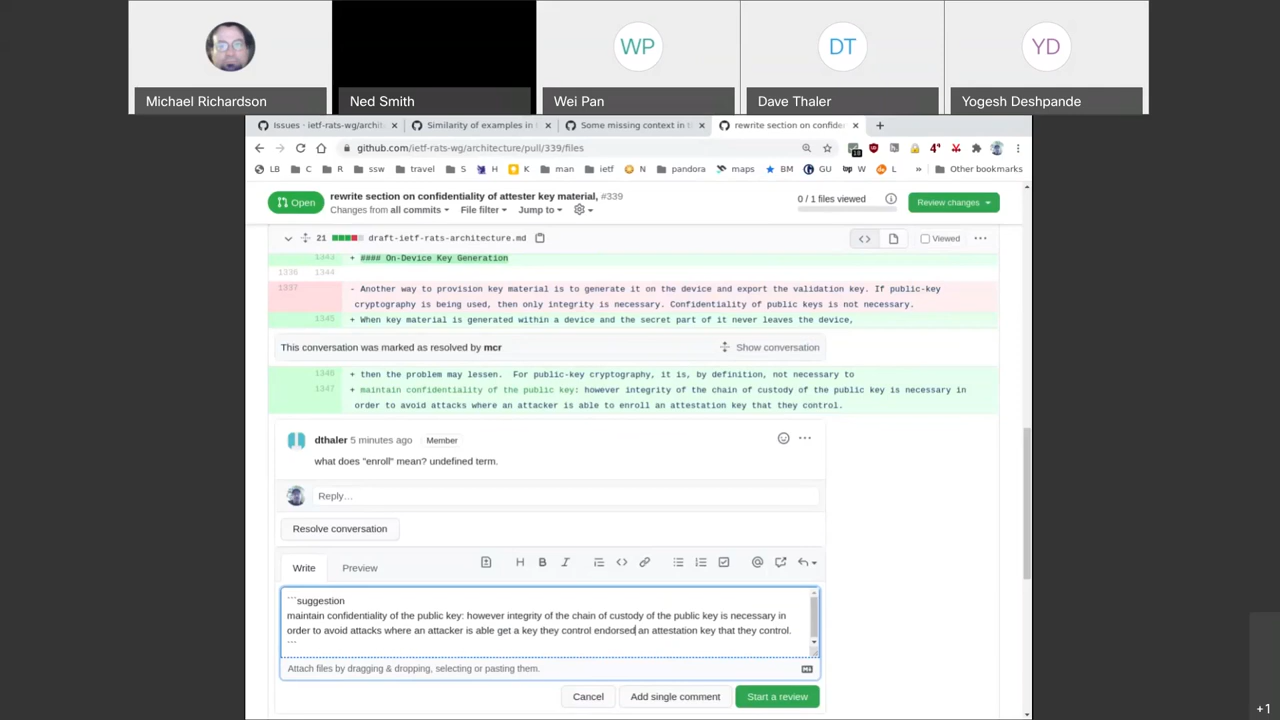 WP
DT
YD
Michael Richardson
Ned Smith
Wei Pan
Dave Thaler
Yogesh Deshpande
Issues · ietf-rats-wg/archit
Similarity of examples in
Some missing context in t
rewrite section on confide
github.com/ietf-rats-wg/architecture/pull/339/files
LB
C
R
ssw
travel
S
H
K
man
ietf
N
pandora
maps
BM
GU
W
L
»
Other bookmarks
Open
rewrite section on confidentiality of attester key material, #339
Changes from all commits
File filter
Jump to
0 / 1 files viewed
Review changes
21 draft-ietf-rats-architecture.md
Viewed
1343 + #### On-Device Key Generation
1336 1344
1337 - Another way to provision key material is to generate it on the device and export the validation key. If public-key
cryptography is being used, then only integrity is necessary. Confidentiality of public keys is not necessary.
1345 + When key material is generated within a device and the secret part of it never leaves the device,
This conversation was marked as resolved by mcr
Show conversation
1346 + then the problem may lessen. For public-key cryptography, it is, by definition, not necessary to
1347 + maintain confidentiality of the public key: however integrity of the chain of custody of the public key is necessary in
order to avoid attacks where an attacker is able to enroll an attestation key that they control.
dthaler 5 minutes ago Member
what does "enroll" mean? undefined term.
Reply…
Resolve conversation
Write
Preview
H B I
```suggestion
maintain confidentiality of the public key: however integrity of the chain of custody of the public key is necessary in
order to avoid attacks where an attacker is able get a key they control endorsed an attestation key that they control.
```
Attach files by dragging & dropping, selecting or pasting them.
Cancel
Add single comment
Start a review
+1